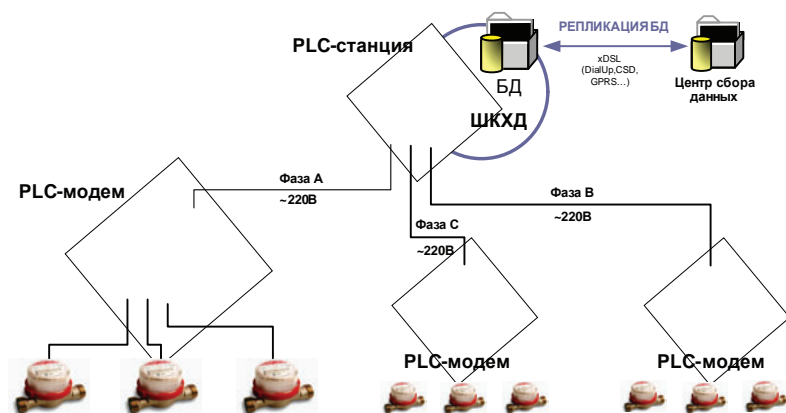 РЕПЛИКАЦИЯ БД
PLC-станция
xDSL
(DialUp,CSD,
GPRS…)
БД
Центр сбора
данных
ШКХД
Фаза А
~220В
PLC-модем
Фаза В
~220В
Фаза С
~220В
PLC-модем
PLC-модем